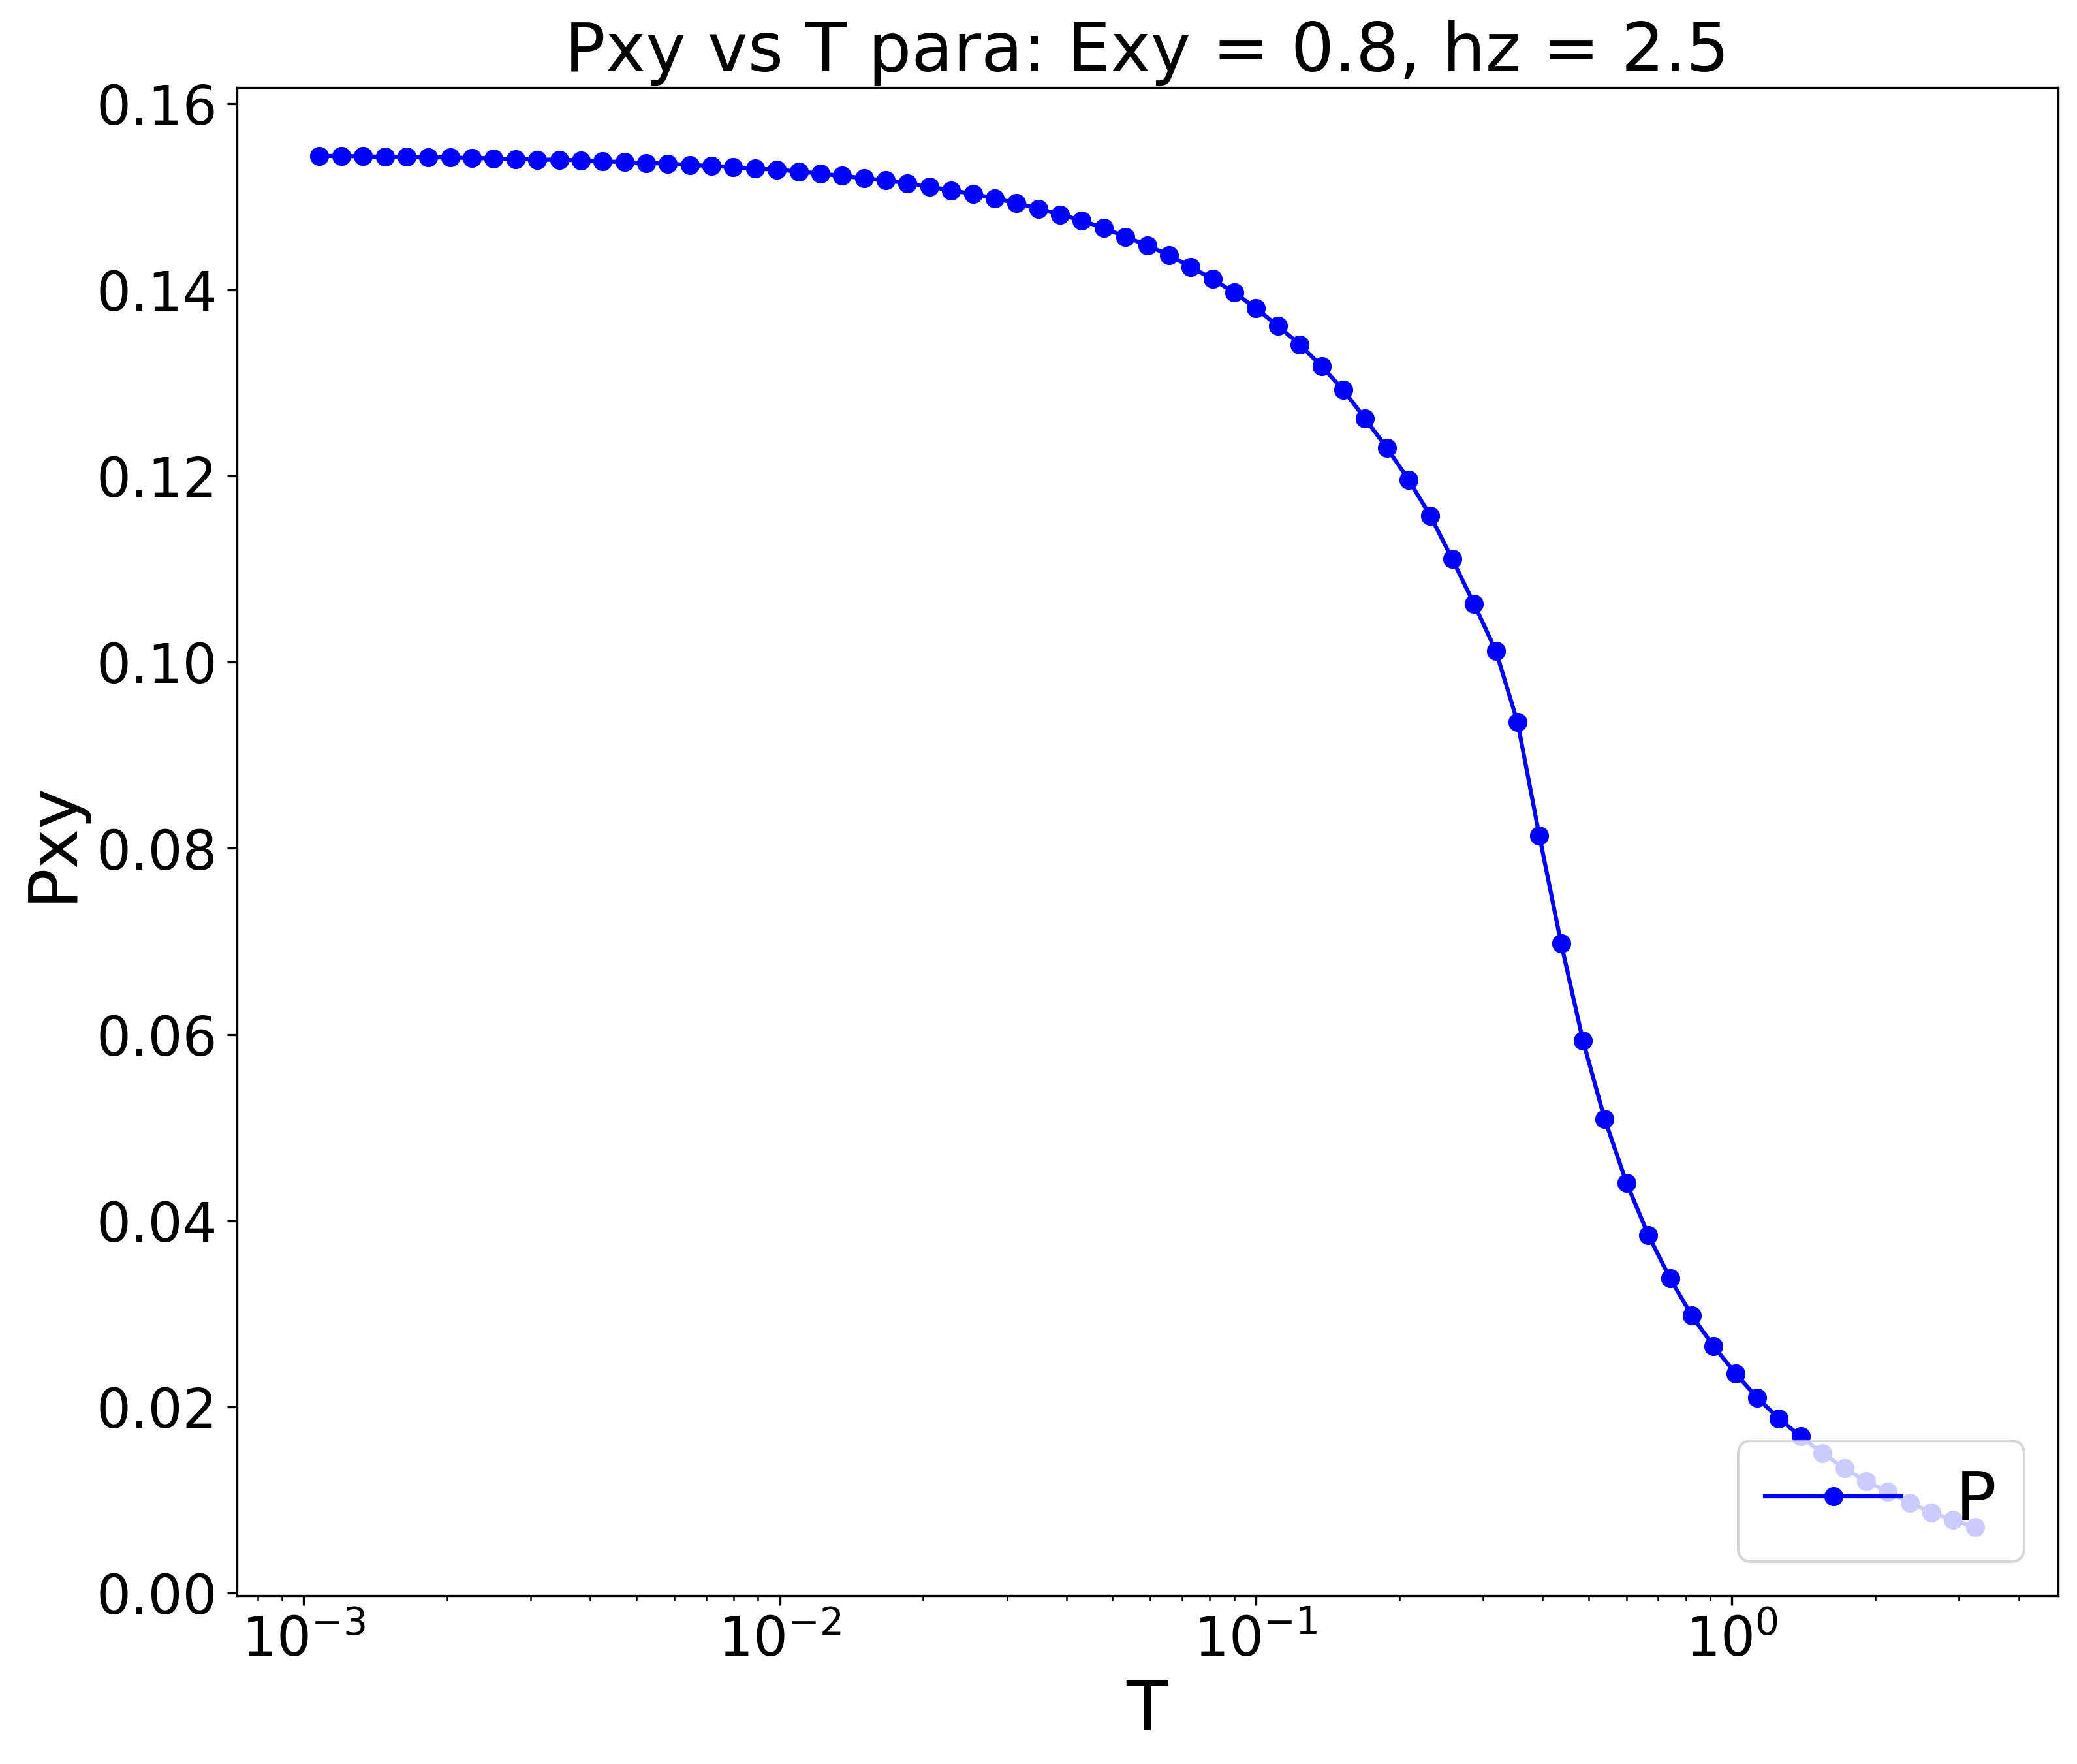 Pxy vs T para: Exy = 0.8, hz = 2.5
0.16
0.14
0.12
0.10
0.08
0.06
0.04
0.02
0.00
Pxy
P
10⁻³ 10⁻² 10⁻¹ 10⁰
T